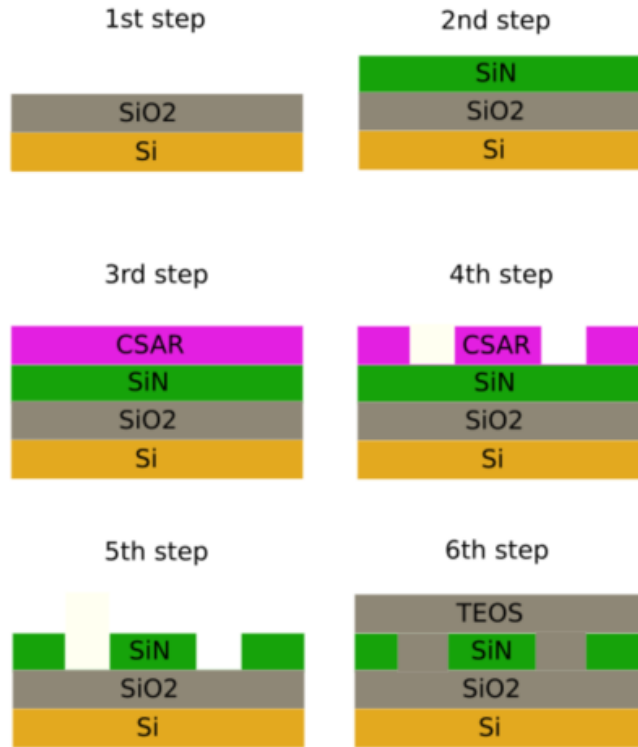 1st step
2nd step
SiO2
Si
SiN
SiO2
Si
3rd step
4th step
CSAR
SiN
SiO2
Si
CSAR
SiN
SiO2
Si
5th step
6th step
SiN
SiO2
Si
TEOS
SiN
SiO2
Si